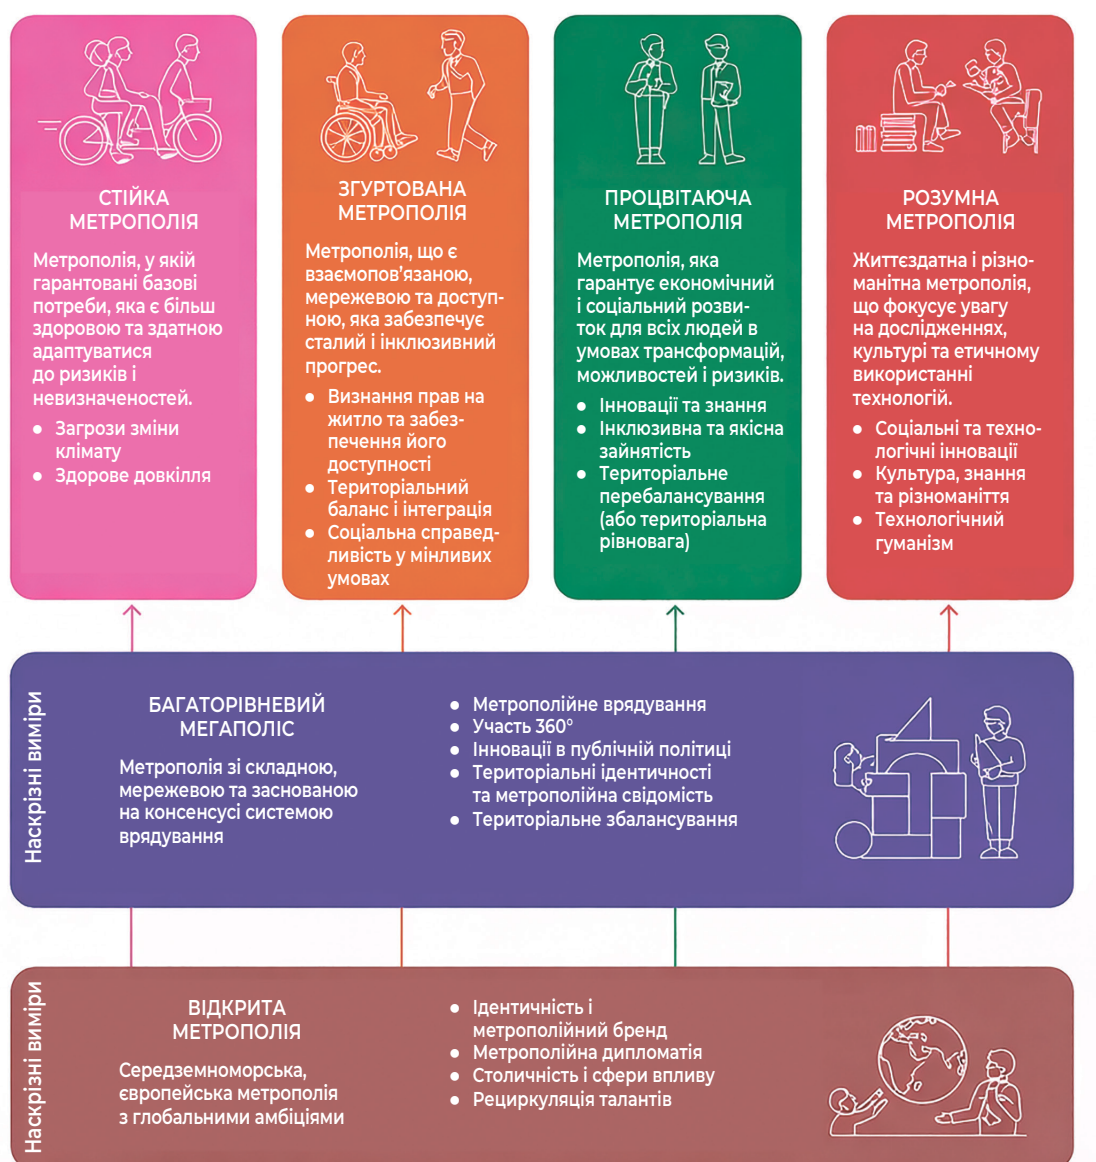 СТІЙКА
МЕТРОПОЛІЯ
Метрополія, у якій
гарантовані базові
потреби, яка є більш
здоровою та здатною
адаптуватися
до ризиків і
невизначеностей.
● Загрози зміни
клімату
● Здорове довкілля
ЗГУРТОВАНА
МЕТРОПОЛІЯ
Метрополія, що є
взаємопов’язаною,
мережевою та доступ-
ною, яка забезпечує
сталий і інклюзивний
прогрес.
● Визнання прав на
житло та забез-
печення його
доступності
● Територіальний
баланс і інтеграція
● Соціальна справед-
ливість у мінливих
умовах
ПРОЦВІТАЮЧА
МЕТРОПОЛІЯ
Метрополія, яка
гарантує економічний
і соціальний розви-
ток для всіх людей в
умовах трансформацій,
можливостей і ризиків.
● Інновації та знання
● Інклюзивна та якісна
зайнятість
● Територіальне
перебалансування
(або територіальна
рівновага)
РОЗУМНА
МЕТРОПОЛІЯ
Життєздатна і різно-
манітна метрополія,
що фокусує увагу
на дослідженнях,
культурі та етичному
використанні
технологій.
● Соціальні та техно-
логічні інновації
● Культура, знання
та різноманіття
● Технологічний
гуманізм
Наскрізні виміри
БАГАТОРІВНЕВИЙ
МЕГАПОЛІС
Метрополія зі складною,
мережевою та заснованою
на консенсусі системою
врядування
● Метрополійне врядування
● Участь 360°
● Інновації в публічній політиці
● Територіальні ідентичності
та метрополійна свідомість
● Територіальне збалансування
Наскрізні виміри
ВІДКРИТА
МЕТРОПОЛІЯ
Середземноморська,
європейська метрополія
з глобальними амбіціями
● Ідентичність і
метрополійний бренд
● Метрополійна дипломатія
● Столичність і сфери впливу
● Рециркуляція талантів